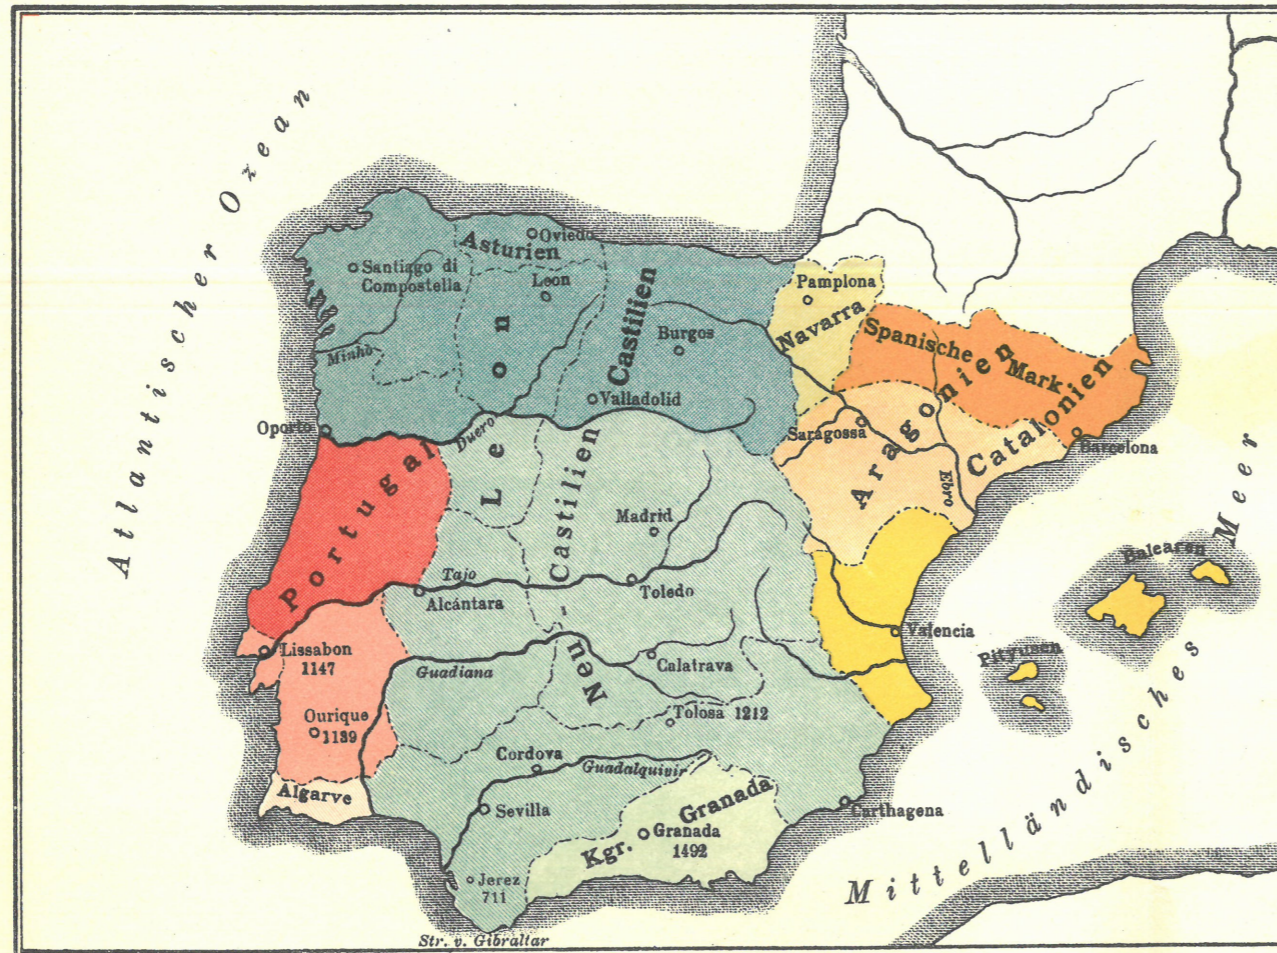 Atlantischer Ozean
Asturien
Oviedo
Santiago di
Compostella
Leon
Leon
Castilien
Burgos
Pamplona
Navarra
Spanische Mark
Minho
Valladolid
Oporto
Duero
Saragossa
Aragonien
Catalonien
Barcelona
Ebro
Portugal
Neu Castilien
Madrid
Tajo
Alcántara
Toledo
Balearen
Valencia
Pityusen
Lissabon
1147
Guadiana
Calatrava
Ourique
1139
Tolosa 1212
Cordova
Guadalquivir
Algarve
Sevilla
Kgr. Granada
Granada
1492
Carthagena
Jerez
711
Str. v. Gibraltar
Mittelländisches Meer